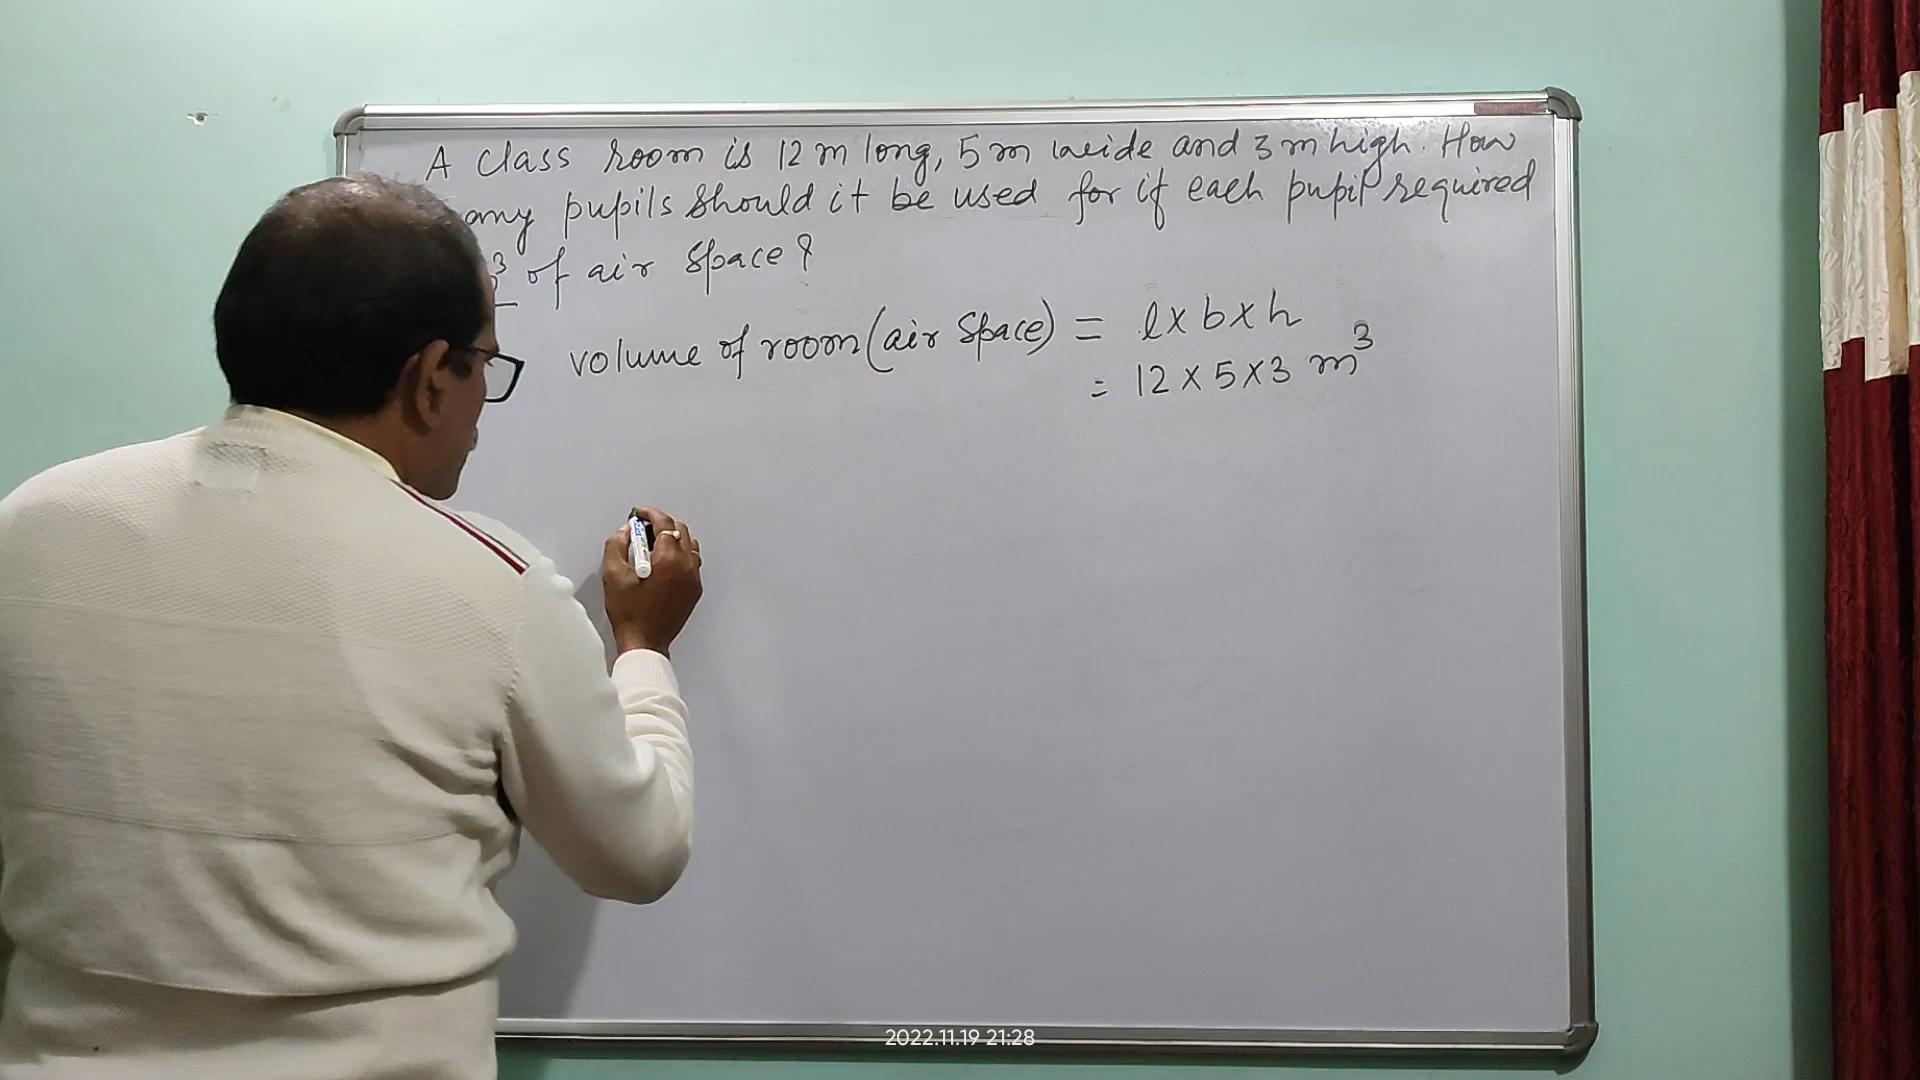 A class room is 12 m long, 5 m wide and 3 m high. How
any pupils should it be used for if each pupil required
3 of air space?
volume of room (air space) = l x b x h
= 12 x 5 x 3 m³
2022.11.19 21:28